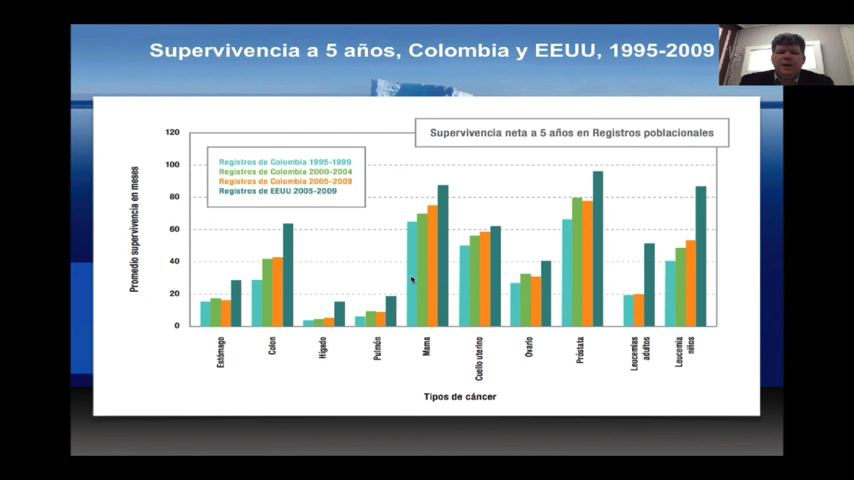 Supervivencia a 5 años, Colombia y EEUU, 1995-2009
Supervivencia neta a 5 años en Registros poblacionales
Registros de Colombia 1995-1999
Registros de Colombia 2000-2004
Registros de Colombia 2005-2009
Registros de EEUU 2005-2009
Promedio supervivencia en meses
120
100
80
60
40
20
0
Estómago
Colon
Hígado
Pulmón
Mama
Cuello uterino
Ovario
Próstata
Leucemias adultos
Leucemia niños
Tipos de cáncer